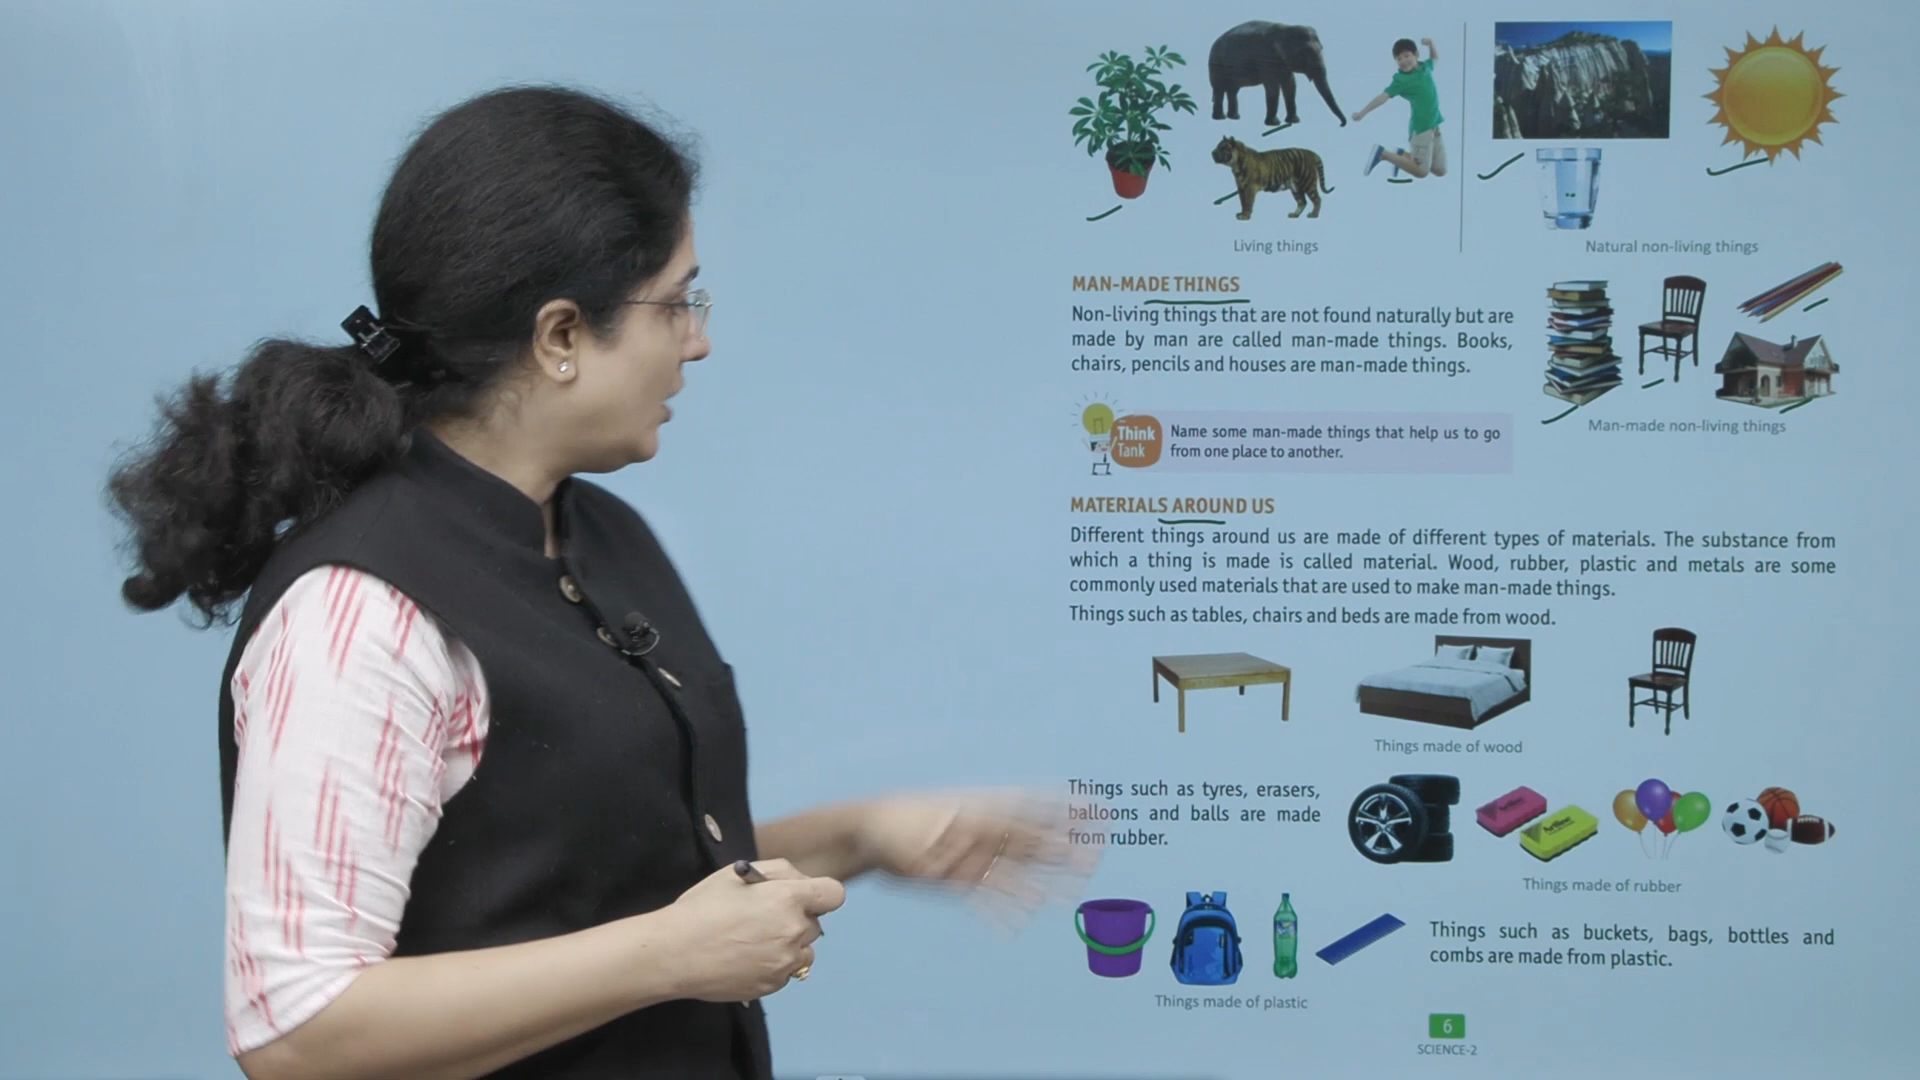 Living things
Natural non-living things
MAN-MADE THINGS
Non-living things that are not found naturally but are
made by man are called man-made things. Books,
chairs, pencils and houses are man-made things.
Man-made non-living things
Think
Tank
Name some man-made things that help us to go
from one place to another.
MATERIALS AROUND US
Different things around us are made of different types of materials. The substance from
which a thing is made is called material. Wood, rubber, plastic and metals are some
commonly used materials that are used to make man-made things.
Things such as tables, chairs and beds are made from wood.
Things made of wood
Things such as tyres, erasers,
balloons and balls are made
from rubber.
Things made of rubber
Things such as buckets, bags, bottles and
combs are made from plastic.
Things made of plastic
6
SCIENCE-2